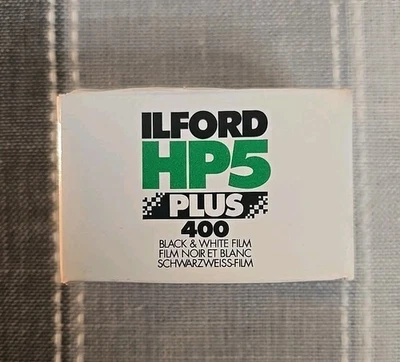 ILFORD
HP5
PLUS
400
BLACK & WHITE FILM
FILM NOIR ET BLANC
SCHWARZWEISS-FILM